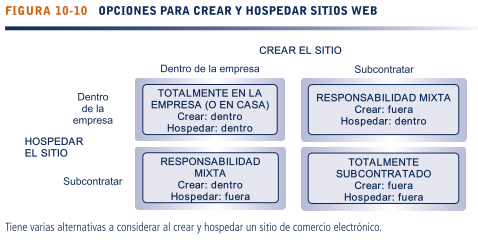 FIGURA 10-10 OPCIONES PARA CREAR Y HOSPEDAR SITIOS WEB
CREAR EL SITIO
Dentro de la empresa
Subcontratar
Dentro
de la
empresa
HOSPEDAR
EL SITIO
Subcontratar
TOTALMENTE EN LA
EMPRESA (O EN CASA)
Crear: dentro
Hospedar: dentro
RESPONSABILIDAD MIXTA
Crear: fuera
Hospedar: dentro
RESPONSABILIDAD
MIXTA
Crear: dentro
Hospedar: fuera
TOTALMENTE
SUBCONTRATADO
Crear: fuera
Hospedar: fuera
Tiene varias alternativas a considerar al crear y hospedar un sitio de comercio electrónico.